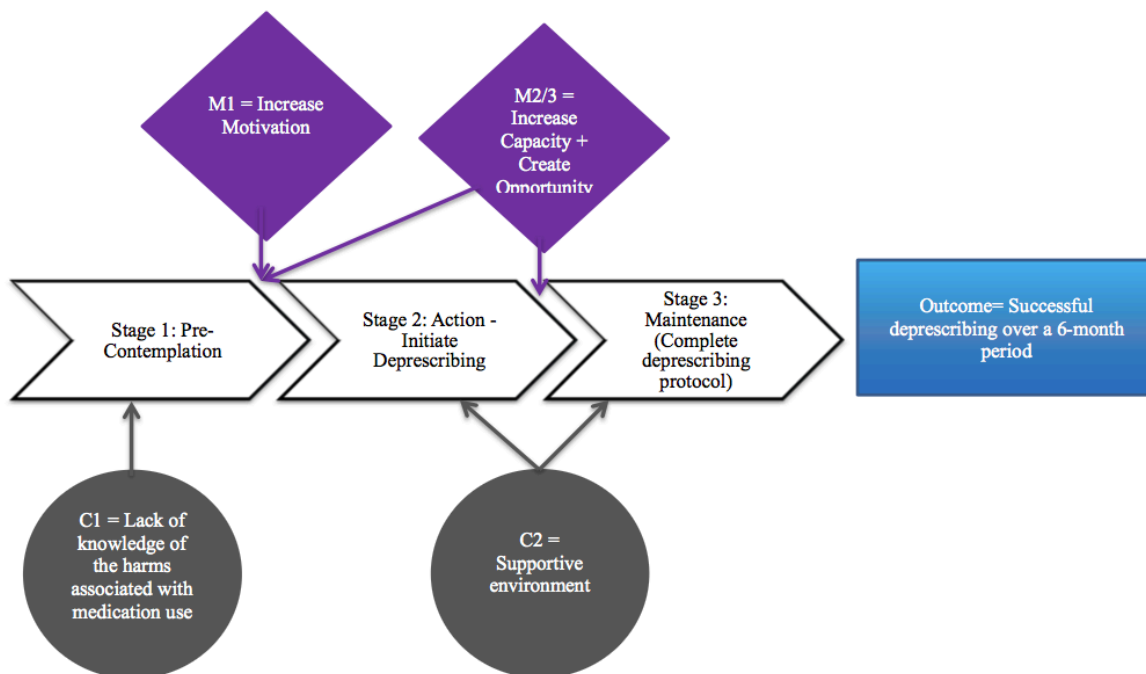 M1 = Increase
Motivation
M2/3 =
Increase
Capacity +
Create
Opportunity
Stage 1: Pre-
Contemplation
Stage 2: Action -
Initiate
Deprescribing
Stage 3:
Maintenance
(Complete
deprescribing
protocol)
Outcome= Successful
deprescribing over a 6-month
period
C1 = Lack of
knowledge of
the harms
associated with
medication use
C2 =
Supportive
environment